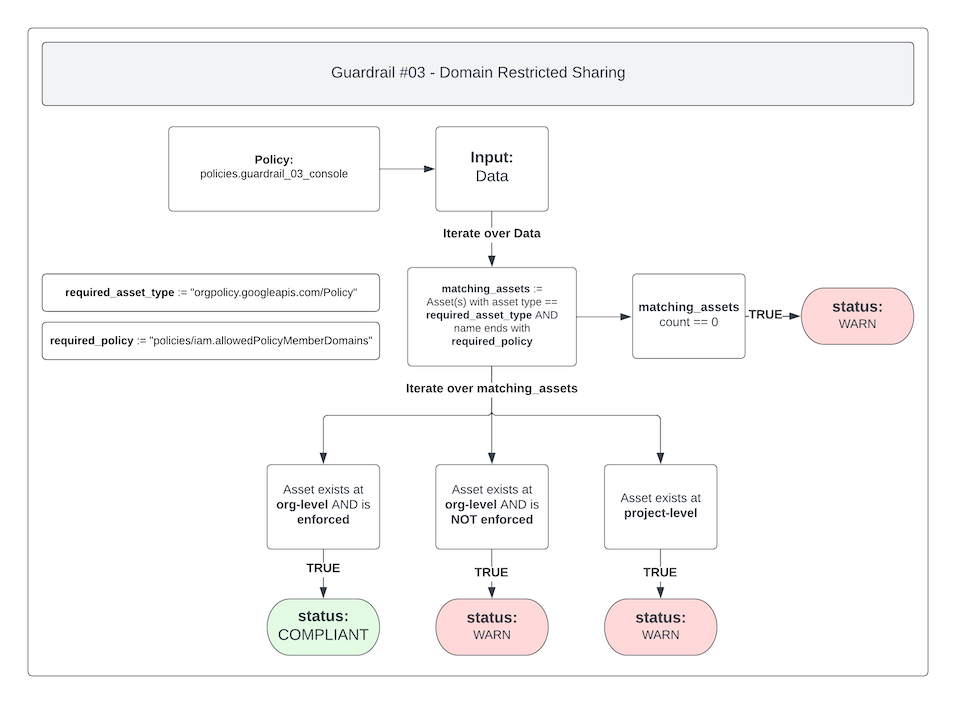 Guardrail #03 - Domain Restricted Sharing
Policy:
policies.guardrail_03_console
Input:
Data
Iterate over Data
required_asset_type := "orgpolicy.googleapis.com/Policy"
required_policy := "policies/iam.allowedPolicyMemberDomains"
matching_assets :=
Asset(s) with asset type ==
required_asset_type AND
name ends with
required_policy
matching_assets
count == 0
TRUE
status:
WARN
Iterate over matching_assets
Asset exists at
org-level AND is
enforced
Asset exists at
org-level AND is
NOT enforced
Asset exists at
project-level
TRUE
TRUE
TRUE
status:
COMPLIANT
status:
WARN
status:
WARN